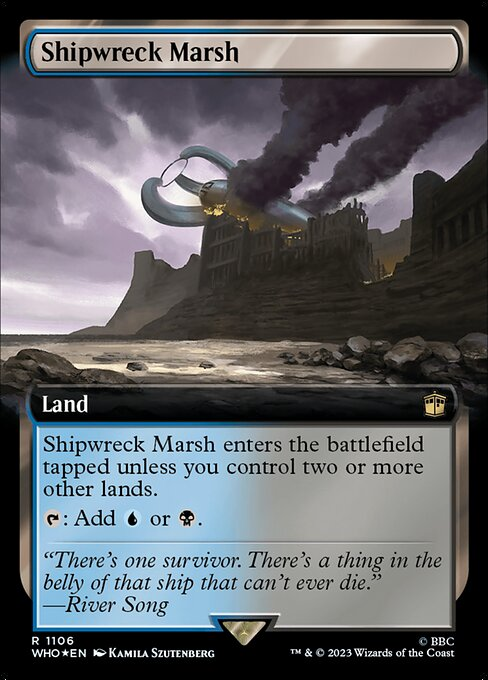 Shipwreck Marsh
Land
Shipwreck Marsh enters the battlefield
tapped unless you control two or more
other lands.
: Add or .
“There’s one survivor. There’s a thing in the
belly of that ship that can’t ever die.”
—River Song
R 1106
WHO★EN Kamila Szutenberg
© BBC
™ & © 2023 Wizards of the Coast